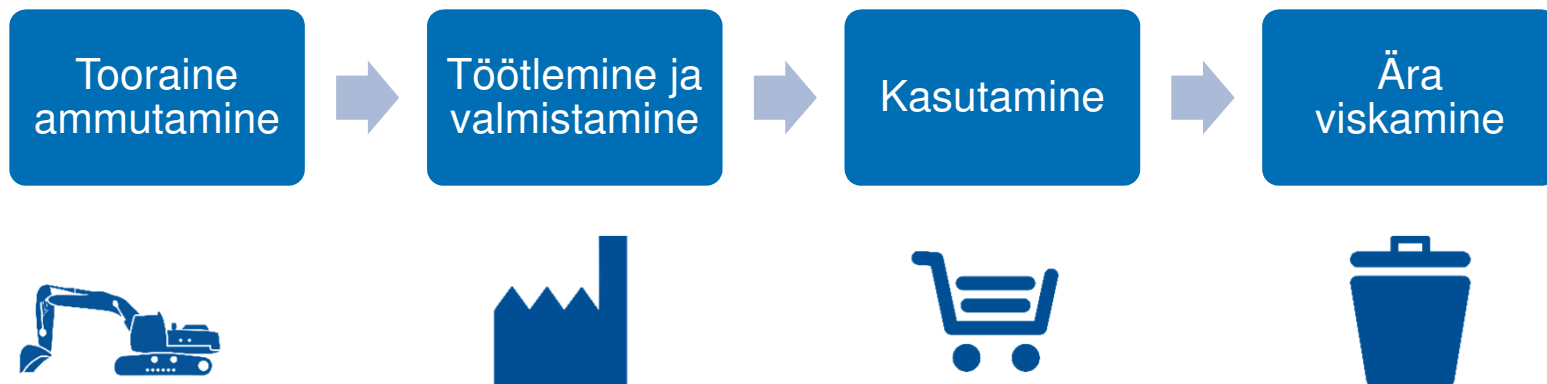 Tooraine
ammutamine
Töötlemine ja
valmistamine
Kasutamine
Ära
viskamine